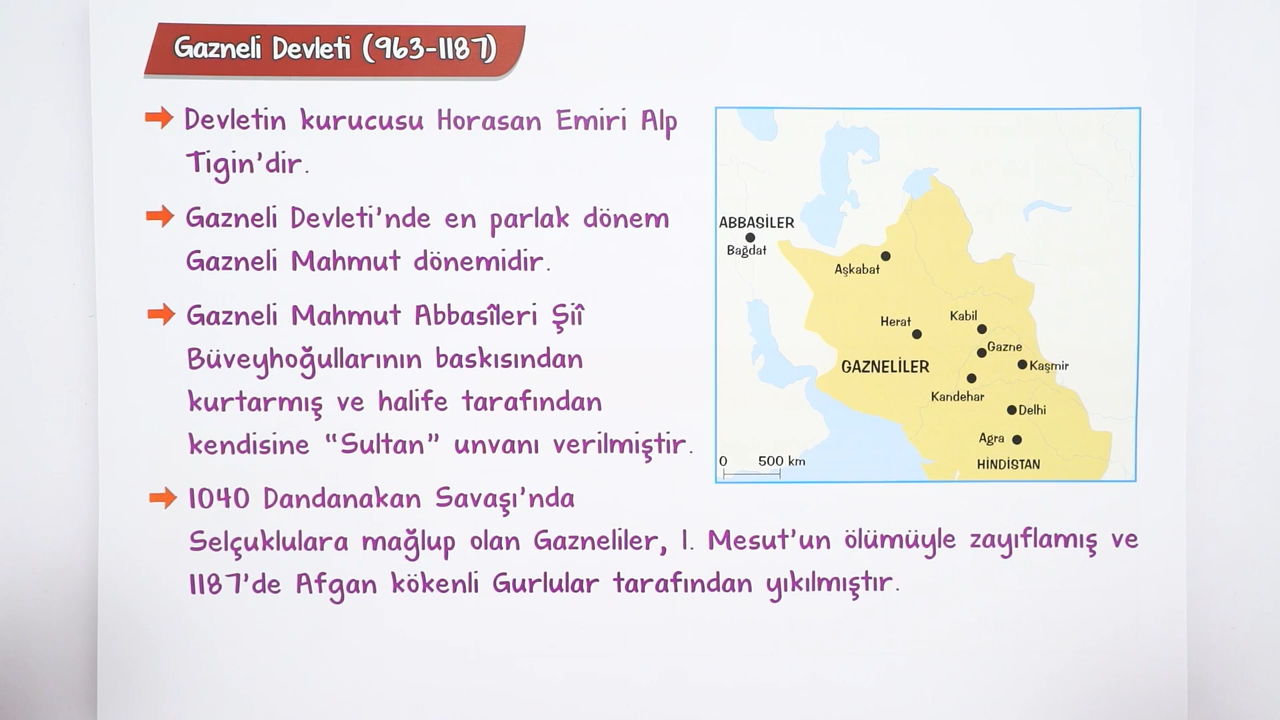 Gazneli Devleti (963-1187)
Devletin kurucusu Horasan Emiri Alp
Tigin'dir.
Gazneli Devleti'nde en parlak dönem
Gazneli Mahmut dönemidir.
Gazneli Mahmut Abbasîleri Şiî
Büveyhoğullarının baskısından
kurtarmış ve halife tarafından
kendisine “Sultan” unvanı verilmiştir.
1040 Dandanakan Savaşı'nda
Selçuklulara mağlup olan Gazneliler, I. Mesut'un ölümüyle zayıflamış ve
1187'de Afgan kökenli Gurlular tarafından yıkılmıştır.
ABBASİLER
Bağdat
Aşkabat
Herat
Kabil
Gazne
GAZNELİLER
Kaşmir
Kandehar
Delhi
Agra
HİNDİSTAN
0 500 km